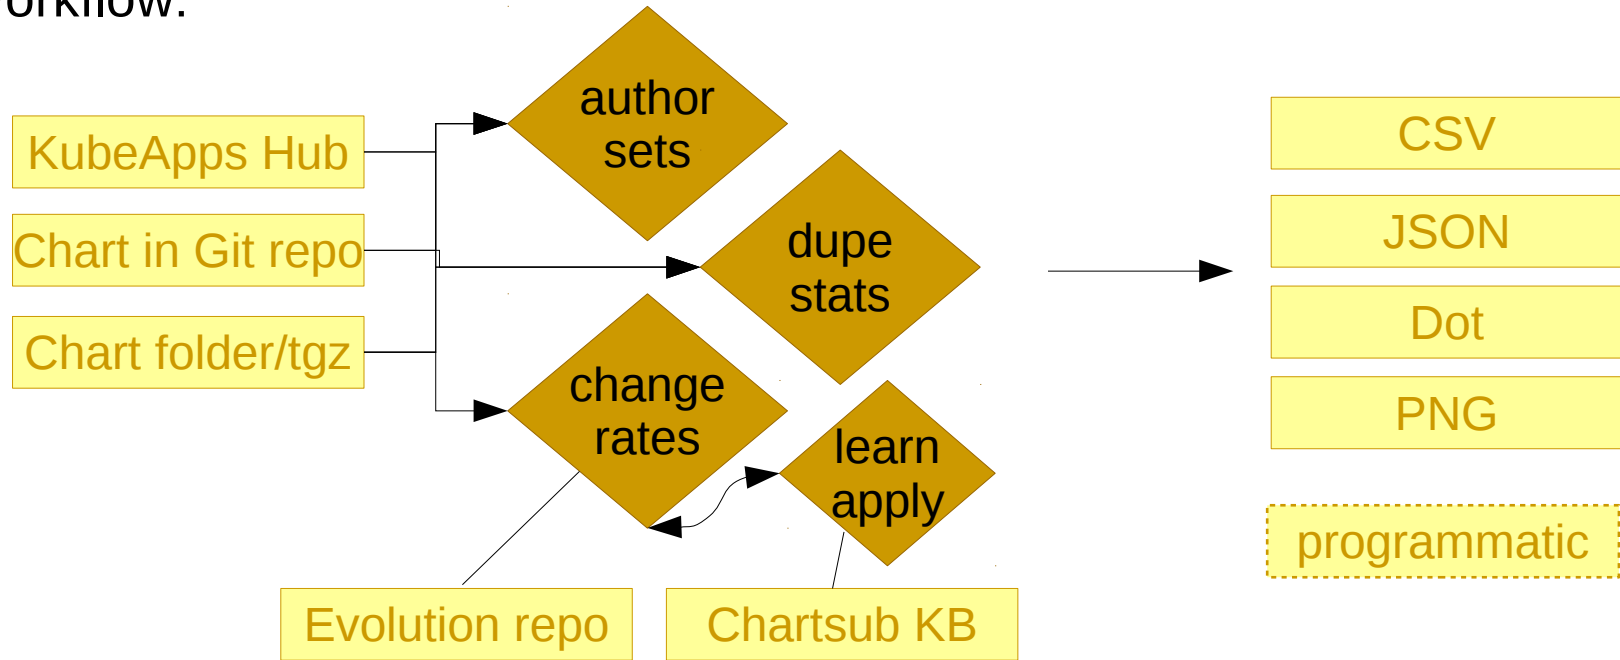 KubeApps Hub
Chart in Git repo
Chart folder/tgz
author
sets
dupe
stats
change
rates
learn
apply
Evolution repo
Chartsub KB
CSV
JSON
Dot
PNG
programmatic